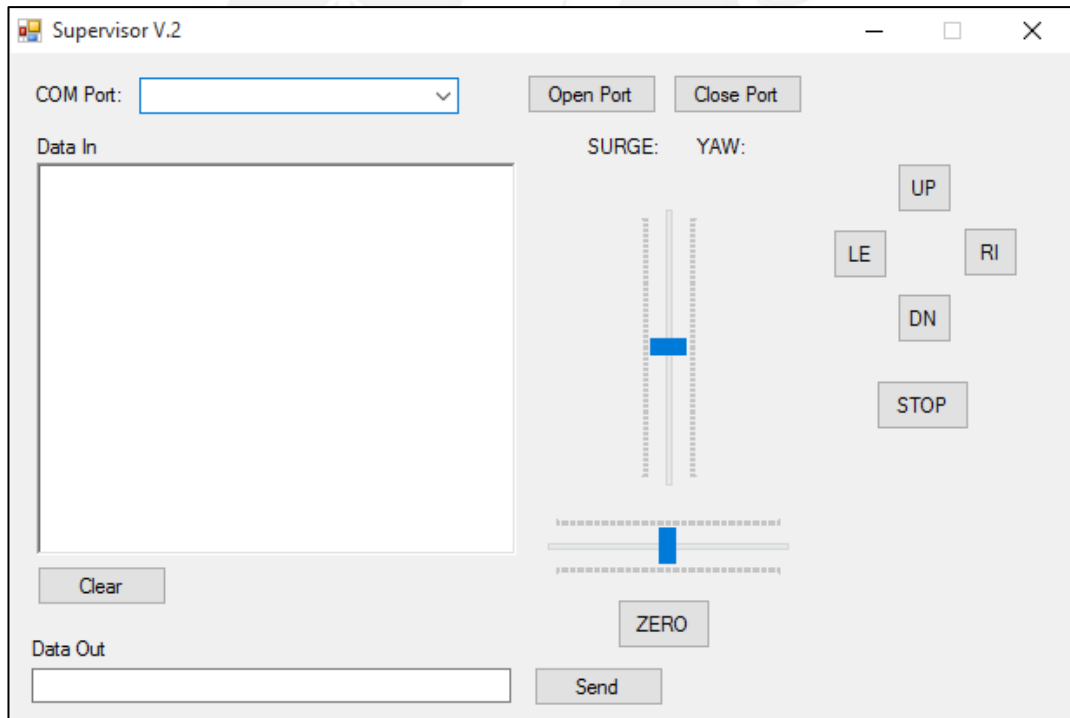 Supervisor V.2
COM Port:
Open Port
Close Port
Data In
SURGE:
YAW:
UP
LE
RI
DN
STOP
Clear
ZERO
Data Out
Send